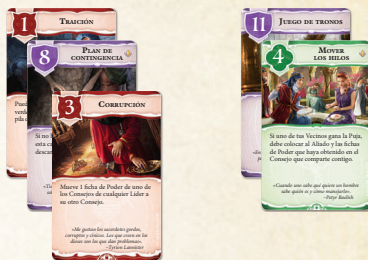 1 TRAICIÓN
8 PLAN DE
CONTINGENCIA
3 CORRUPCIÓN
Mueve 1 ficha de Poder de uno de
los Consejos de cualquier Líder a
su otro Consejo.
«Me gustan los sacerdotes gordos,
corruptos y cínicos. Los que creen en los
dioses son los que dan problemas».
–Tyrion Lannister
11 JUEGO DE TRONOS
4 MOVER
LOS HILOS
Si uno de tus Vecinos gana la Puja,
debe colocar al Aliado y las fichas
de Poder que haya obtenido en el
Consejo que comparte contigo.
«Cuando uno sabe qué quiere un hombre
sabe quién es y cómo manejarlo».
–Petyr Baelish